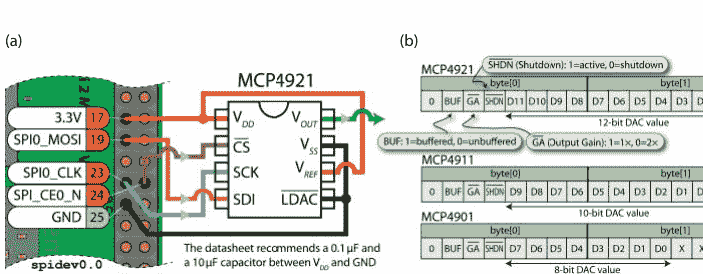 (a)
MCP4921
3.3V 17
SPI0_MOSI 19
SPI0_CLK 23
SPI_CE0_N 24
GND 25
spidev0.0
VDD
CS
SCK
SDI
VOUT
VSS
VREF
LDAC
The datasheet recommends a 0.1µF and
a 10µF capacitor between VDD and GND
(b)
SHDN (Shutdown): 1=active, 0=shutdown
MCP4921
byte[0] byte[1]
0 BUF GA SHDN D11 D10 D9 D8 D7 D6 D5 D4 D3
12-bit DAC value
BUF: 1=buffered, 0=unbuffered
GA (Output Gain): 1=1×, 0=2×
MCP4911
byte[0] byte[1]
0 BUF GA SHDN D9 D8 D7 D6 D5 D4 D3 D2 D1
10-bit DAC value
MCP4901
byte[0] byte[1]
0 BUF GA SHDN D7 D6 D5 D4 D3 D2 D1 D0 X
8-bit DAC value